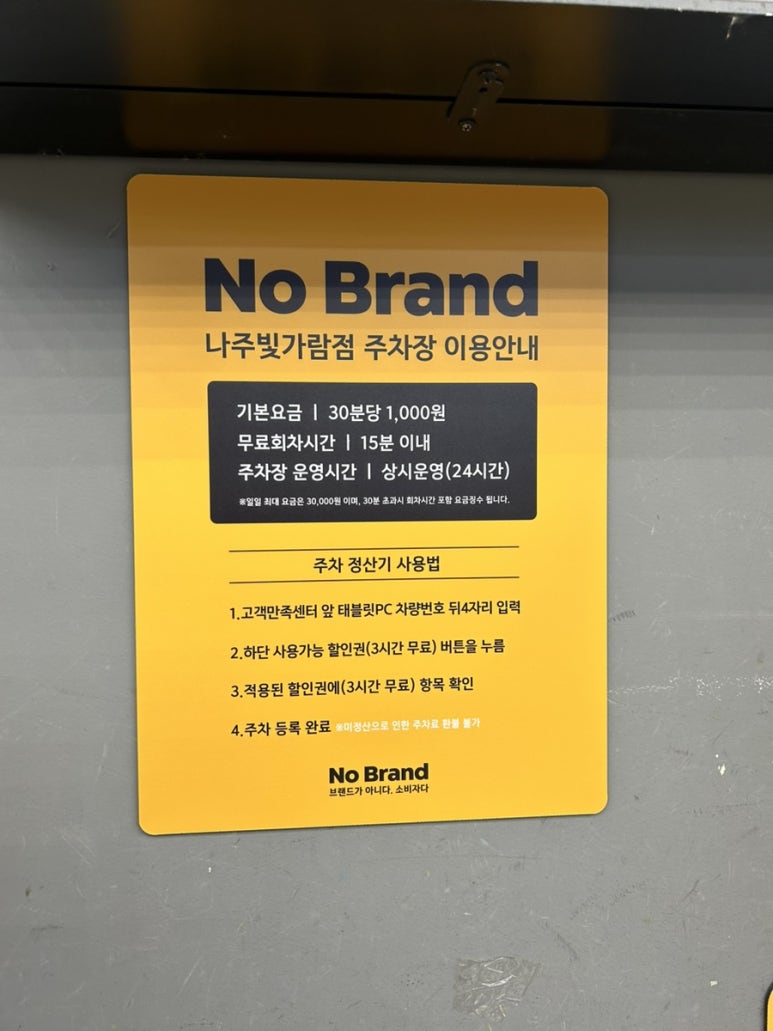 No Brand
나주빛가람점 주차장 이용안내
기본요금 ㅣ 30분당 1,000원
무료회차시간 ㅣ 15분 이내
주차장 운영시간 ㅣ 상시운영(24시간)
※일일 최대 요금은 30,000원 이며, 30분 초과시 회차시간 포함 요금징수 됩니다.
주차 정산기 사용법
1.고객만족센터 앞 태블릿PC 차량번호 뒤4자리 입력
2.하단 사용가능 할인권(3시간 무료) 버튼을 누름
3.적용된 할인권에(3시간 무료) 항목 확인
4.주차 등록 완료 ※미정산으로 인한 주차료 환불 불가
No Brand
브랜드가 아니다. 소비자다